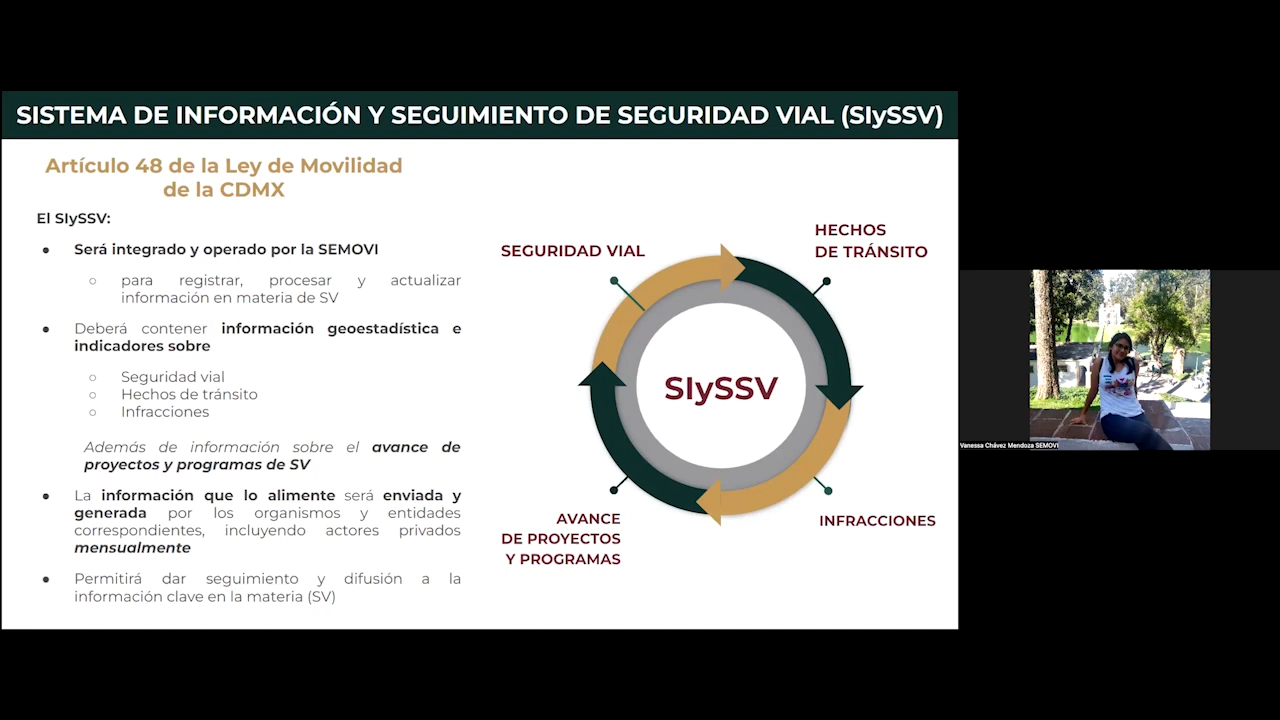 SISTEMA DE INFORMACIÓN Y SEGUIMIENTO DE SEGURIDAD VIAL (SIySSV)
Artículo 48 de la Ley de Movilidad
de la CDMX
El SIySSV:
● Será integrado y operado por la SEMOVI
○ para registrar, procesar y actualizar
información en materia de SV
● Deberá contener información geoestadística e
indicadores sobre
○ Seguridad vial
○ Hechos de tránsito
○ Infracciones
Además de información sobre el avance de
proyectos y programas de SV
● La información que lo alimente será enviada y
generada por los organismos y entidades
correspondientes, incluyendo actores privados
mensualmente
● Permitirá dar seguimiento y difusión a la
información clave en la materia (SV)
SEGURIDAD VIAL
HECHOS
DE TRÁNSITO
SIySSV
AVANCE
DE PROYECTOS
Y PROGRAMAS
INFRACCIONES
Vanessa Chávez Mendoza SEMOVI